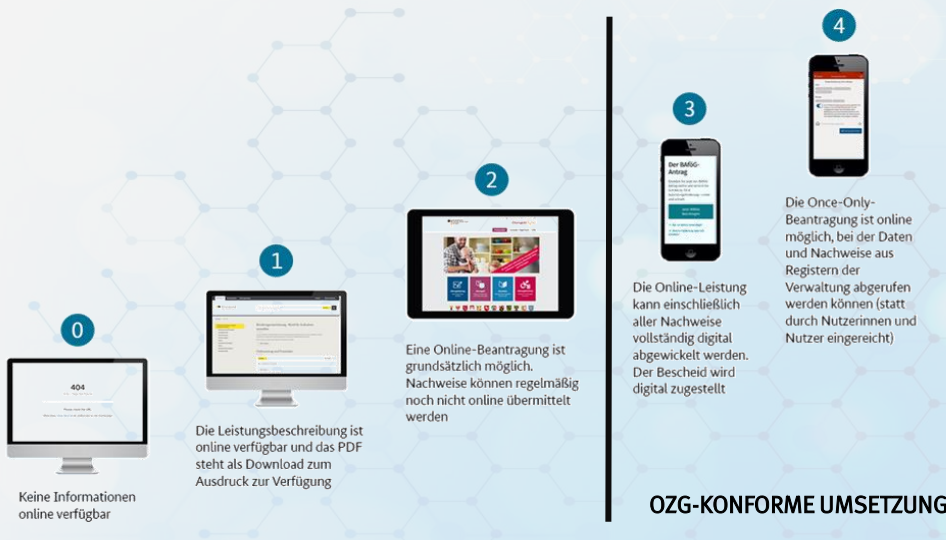 0
404
Keine Informationen
online verfügbar
1
Die Leistungsbeschreibung ist
online verfügbar und das PDF
steht als Download zum
Ausdruck zur Verfügung
2
Eine Online-Beantragung ist
grundsätzlich möglich.
Nachweise können regelmäßig
noch nicht online übermittelt
werden
3
Der BAföG-
Antrag
Die Online-Leistung
kann einschließlich
aller Nachweise
vollständig digital
abgewickelt werden.
Der Bescheid wird
digital zugestellt
4
Die Once-Only-
Beantragung ist online
möglich, bei der Daten
und Nachweise aus
Registern der
Verwaltung abgerufen
werden können (statt
durch Nutzerinnen und
Nutzer eingereicht)
OZG-KONFORME UMSETZUNG